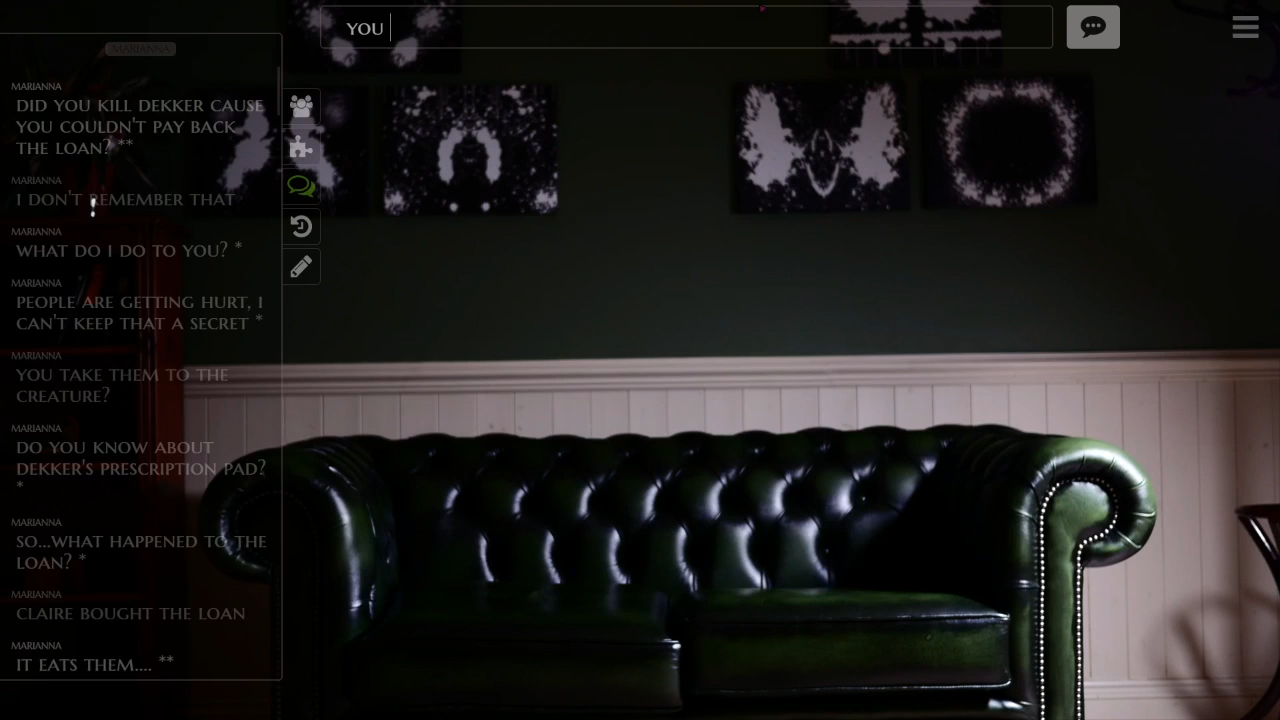 YOU
MARIANNA
MARIANNA
DID YOU KILL DEKKER CAUSE
YOU COULDN'T PAY BACK
THE LOAN? **
MARIANNA
I DON'T REMEMBER THAT
MARIANNA
WHAT DO I DO TO YOU? *
MARIANNA
PEOPLE ARE GETTING HURT, I
CAN'T KEEP THAT A SECRET *
MARIANNA
YOU TAKE THEM TO THE
CREATURE?
MARIANNA
DO YOU KNOW ABOUT
DEKKER'S PRESCRIPTION PAD?
*
MARIANNA
SO...WHAT HAPPENED TO THE
LOAN? *
MARIANNA
CLAIRE BOUGHT THE LOAN
MARIANNA
IT EATS THEM.... **